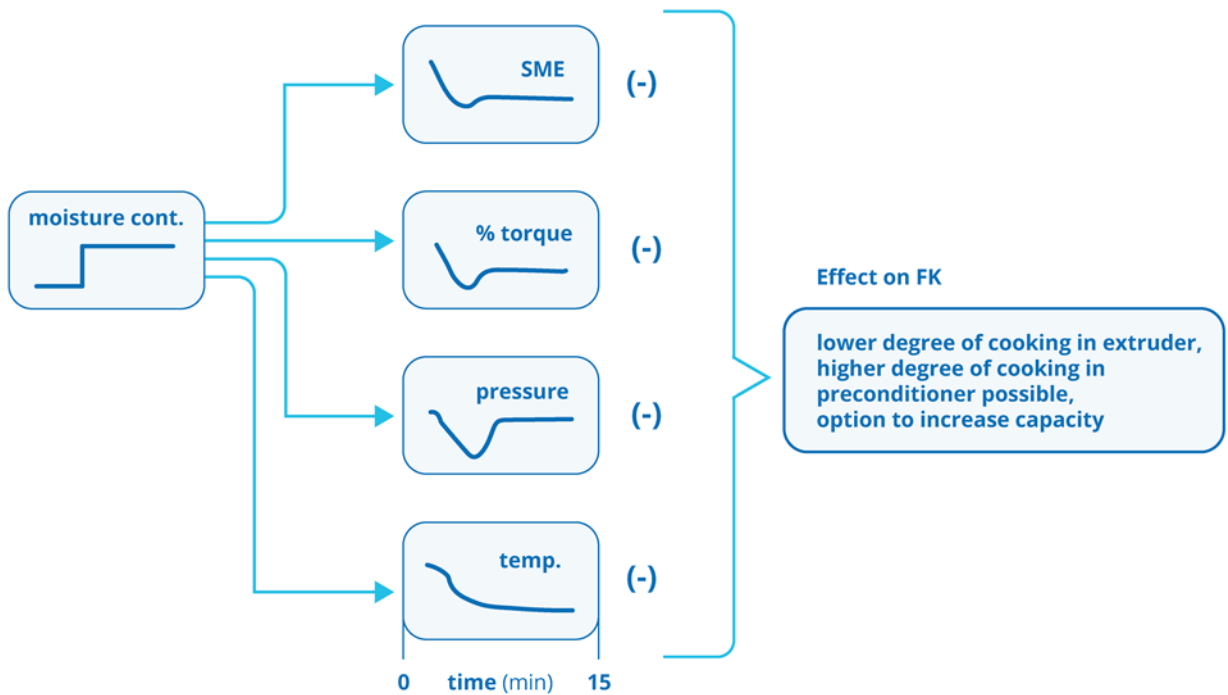 SME
(-)
moisture cont.
% torque
(-)
Effect on FK
lower degree of cooking in extruder,
higher degree of cooking in
preconditioner possible,
option to increase capacity
pressure
(-)
temp.
(-)
0 time (min) 15